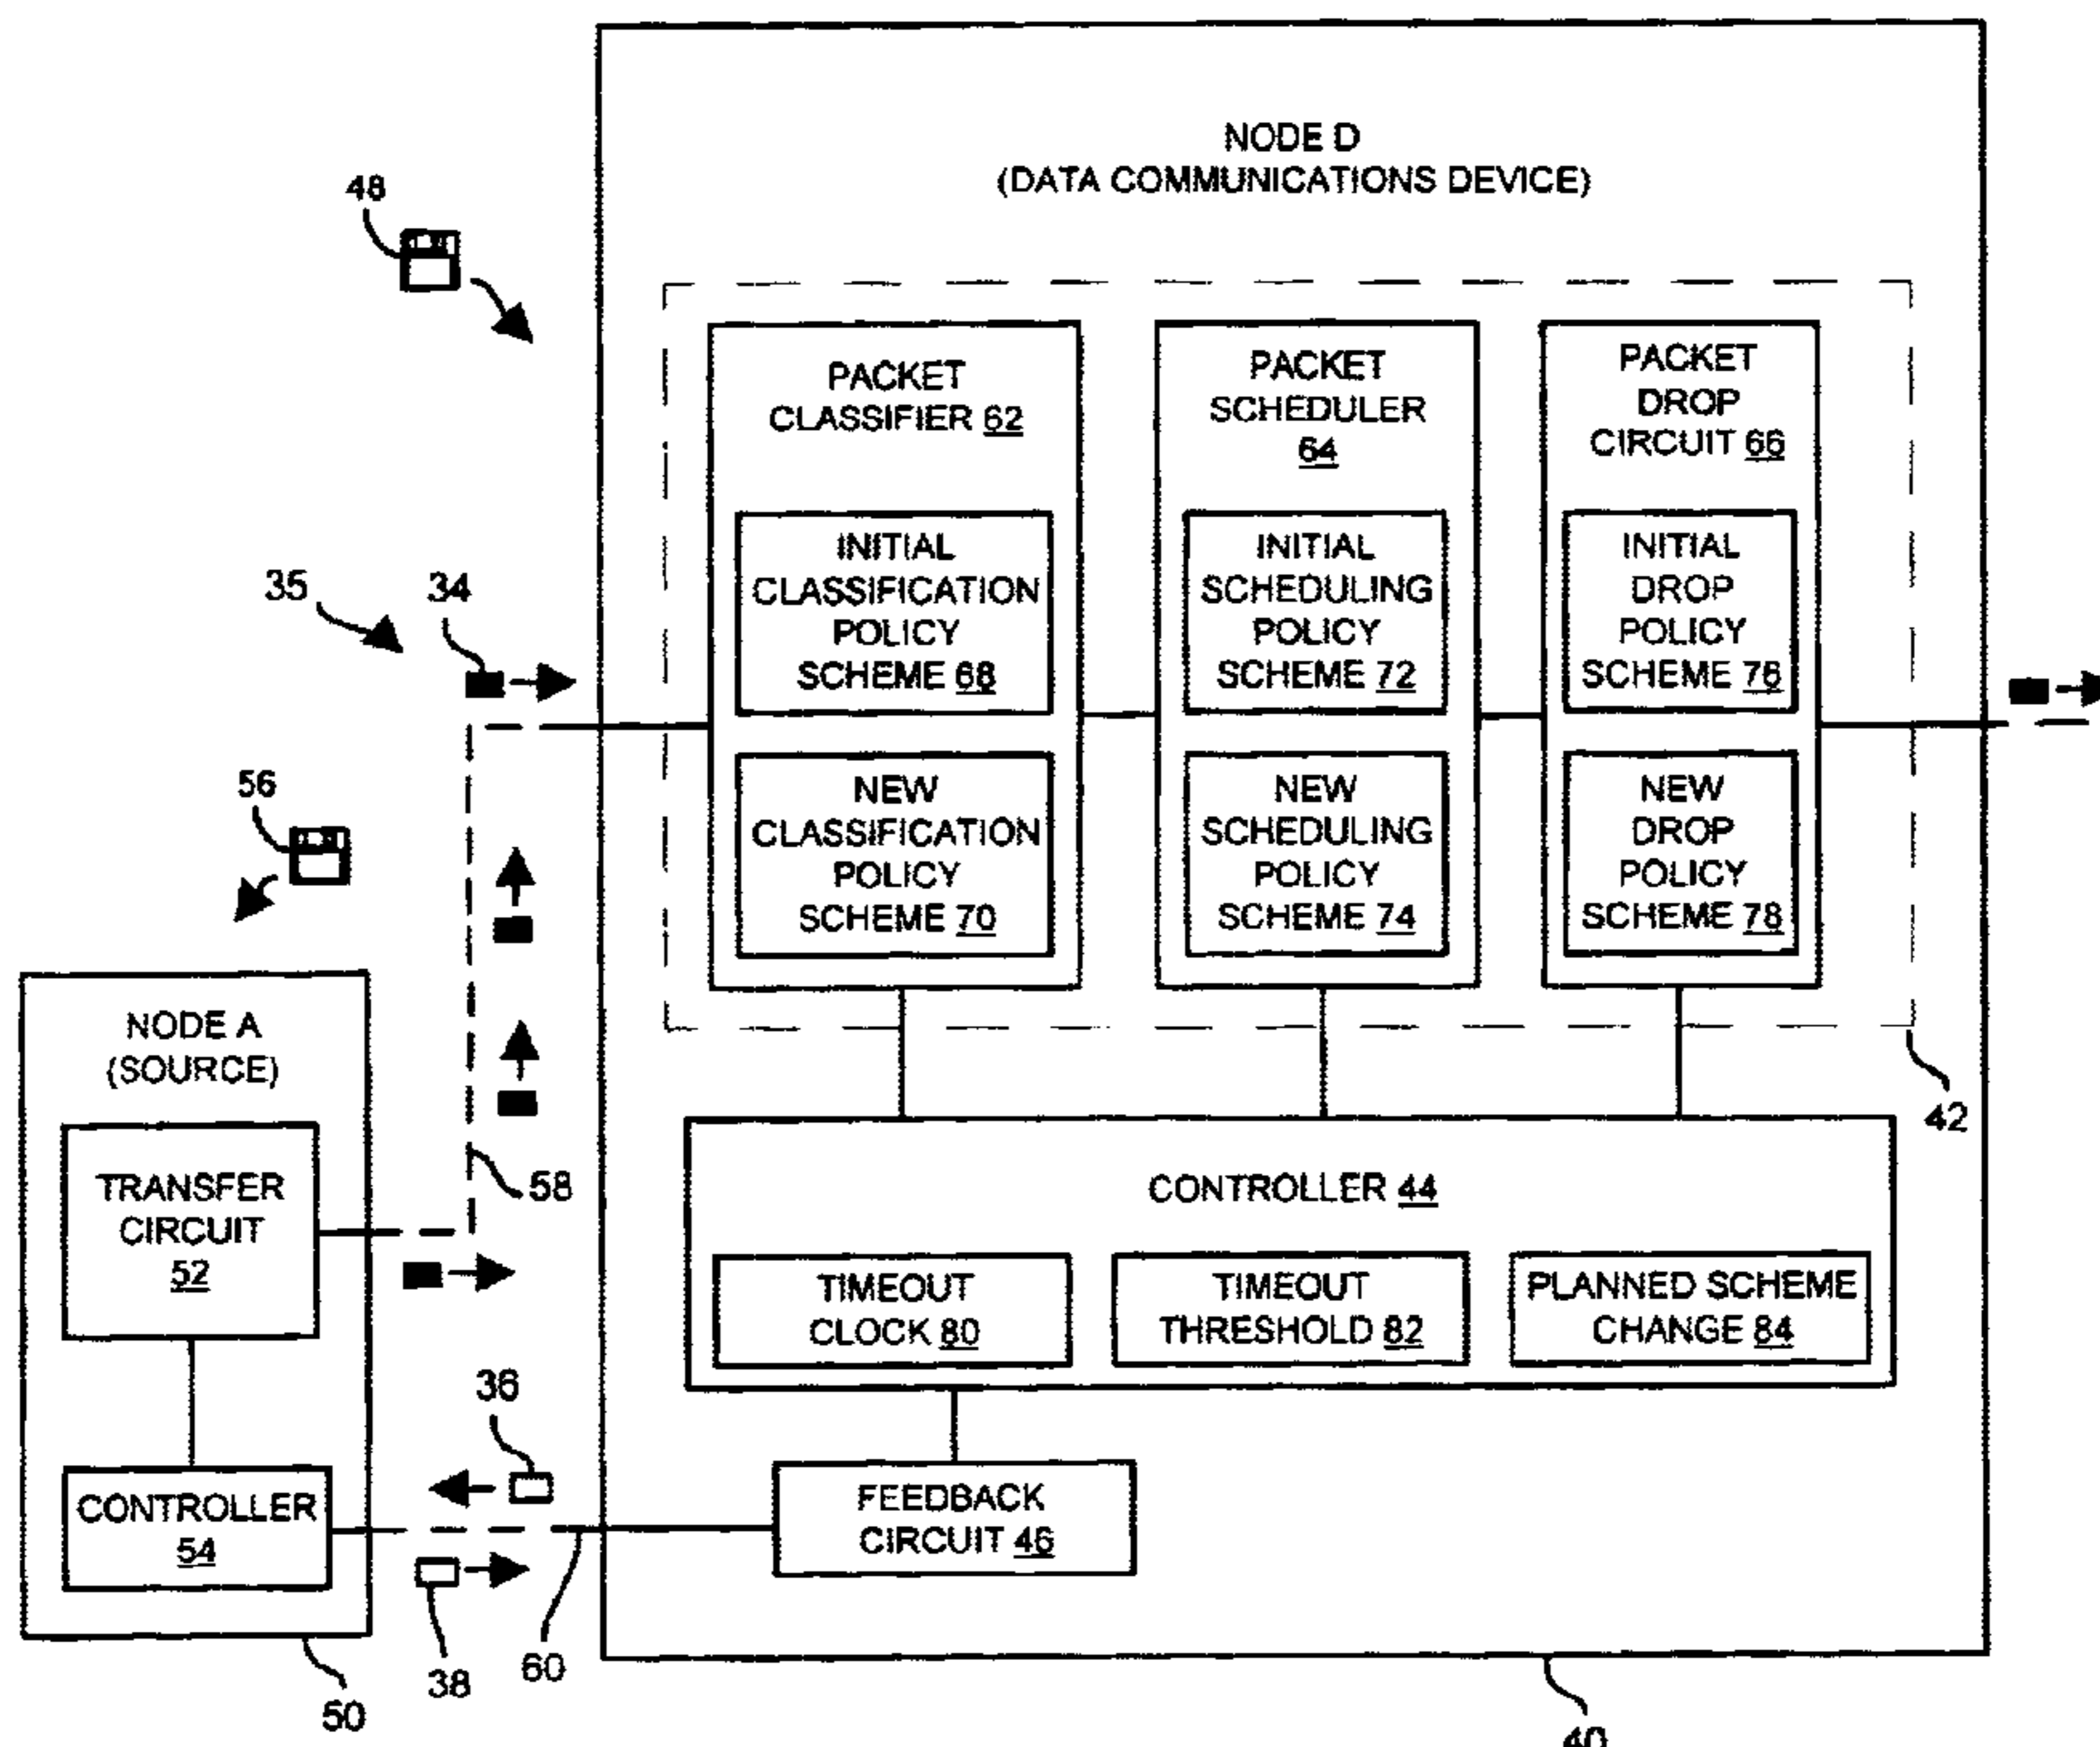 NODE D
(DATA COMMUNICATIONS DEVICE)
48
PACKET
CLASSIFIER 62
PACKET
SCHEDULER
64
PACKET
DROP
CIRCUIT 66
INITIAL
CLASSIFICATION
POLICY
SCHEME 68
INITIAL
SCHEDULING
POLICY
SCHEME 72
INITIAL
DROP
POLICY
SCHEME 76
35
34
NEW
CLASSIFICATION
POLICY
SCHEME 70
NEW
SCHEDULING
POLICY
SCHEME 74
NEW
DROP
POLICY
SCHEME 78
56
NODE A
(SOURCE)
42
TRANSFER
CIRCUIT
52
58
CONTROLLER 44
TIMEOUT
CLOCK 80
TIMEOUT
THRESHOLD 82
PLANNED SCHEME
CHANGE 84
36
CONTROLLER
54
FEEDBACK
CIRCUIT 46
38
60
50
40